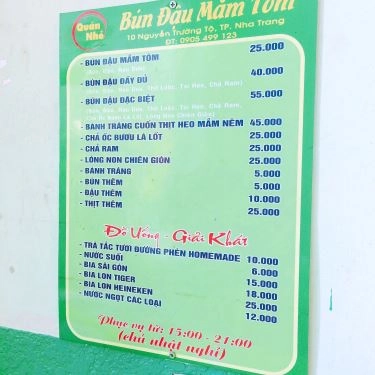 Quán Nhỏ
Bún Đậu Mắm Tôm
10 Nguyễn Trường Tộ, TP. Nha Trang
ĐT: 0905 499 123
- BÚN ĐẬU MẮM TÔM 25.000
- BÚN ĐẬU ĐẦY ĐỦ 40.000
- BÚN ĐẬU ĐẶC BIỆT 55.000
- BÁNH TRÁNG CUỐN THỊT HEO MẮM NÊM 45.000
- CHẢ ỐC BƯƠU LÁ LỐT 25.000
- CHẢ RAM 25.000
- LÒNG NON CHIÊN GIÒN 25.000
- BÁNH TRÁNG 5.000
- BÚN THÊM 5.000
- ĐẬU THÊM 10.000
- THỊT THÊM 25.000
Đồ Uống - Giải Khát
- TRÀ TẮC TƯƠI ĐƯỜNG PHÈN HOMEMADE 10.000
- NƯỚC SUỐI 6.000
- BIA SÀI GÒN 15.000
- BIA LON TIGER 18.000
- BIA LON HEINEKEN 25.000
- NƯỚC NGỌT CÁC LOẠI 12.000
Phục vụ từ: 15:00 - 21:00
(chủ nhật nghỉ)